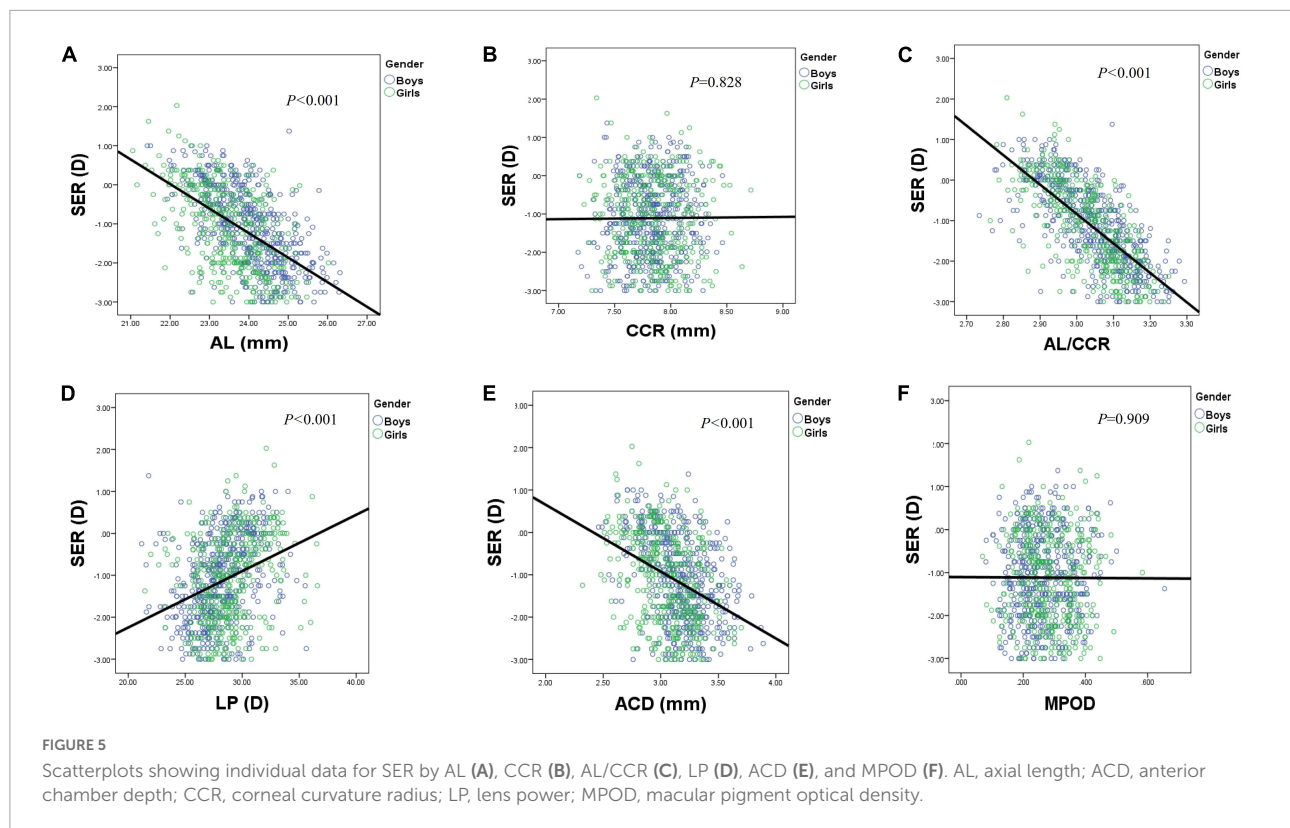 A
Gender
Boys
Girls
P<0.001
3.00
2.00
1.00
.00
-1.00
-2.00
-3.00
SER (D)
21.00 22.00 23.00 24.00 25.00 26.00 27.00
AL (mm)
B
Gender
Boys
Girls
P=0.828
3.00
2.00
1.00
.00
-1.00
-2.00
-3.00
SER (D)
7.00 7.50 8.00 8.50 9.00
CCR (mm)
C
Gender
Boys
Girls
P<0.001
3.00
2.00
1.00
.00
-1.00
-2.00
-3.00
SER (D)
2.70 2.80 2.90 3.00 3.10 3.20 3.30
AL/CCR
D
Gender
Boys
Girls
P<0.001
3.00
2.00
1.00
.00
-1.00
-2.00
-3.00
SER (D)
20.00 25.00 30.00 35.00 40.00
LP (D)
E
Gender
Boys
Girls
P<0.001
3.00
2.00
1.00
.00
-1.00
-2.00
-3.00
SER (D)
2.00 2.50 3.00 3.50 4.00
ACD (mm)
F
Gender
Boys
Girls
P=0.909
3.00
2.00
1.00
.00
-1.00
-2.00
-3.00
SER (D)
.000 .200 .400 .600
MPOD
FIGURE 5
Scatterplots showing individual data for SER by AL (A), CCR (B), AL/CCR (C), LP (D), ACD (E), and MPOD (F). AL, axial length; ACD, anterior
chamber depth; CCR, corneal curvature radius; LP, lens power; MPOD, macular pigment optical density.